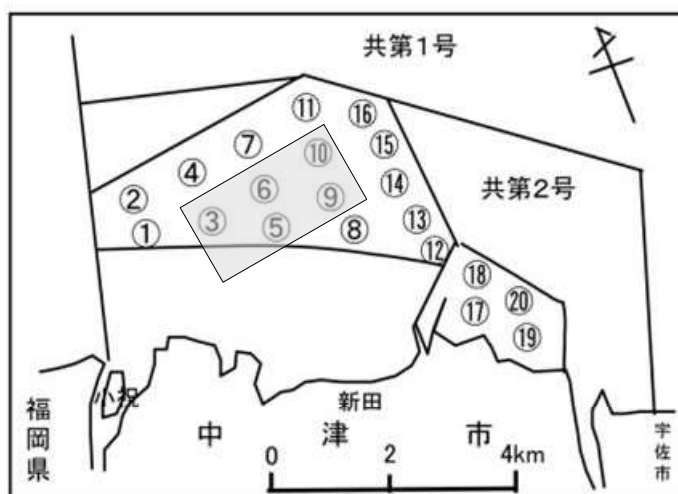 共第1号
⑪
⑯
⑦
⑩
⑮
④
⑥
⑭
共第2号
②
③
⑨
⑬
①
⑤
⑧
⑫
⑱
⑳
⑰
⑲
小祝
新田
福岡県
中津市
宇佐市
0
2
4km